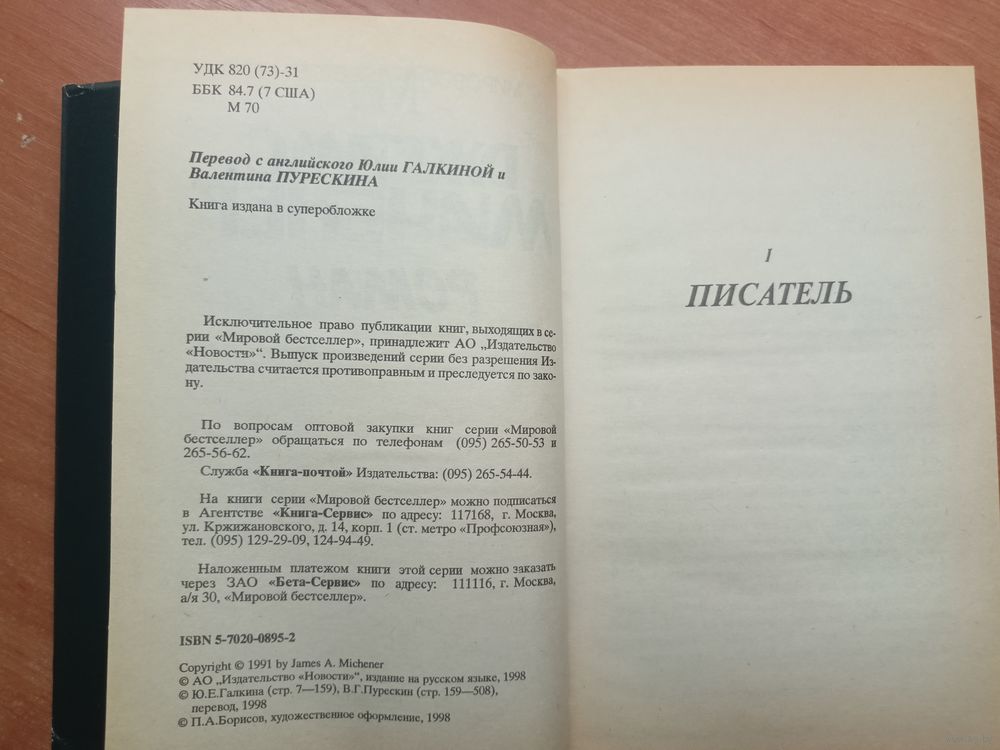 УДК 820 (73)-31
ББК 84.7 (7 США)
М 70
Перевод с английского Юлии ГАЛКИНОЙ и
Валентина ПУРЕСКИНА
Книга издана в суперобложке
Исключительное право публикации книг, выходящих в се-
рии «Мировой бестселлер», принадлежит АО „Издательство
«Новости»“. Выпуск произведений серии без разрешения Из-
дательства считается противоправным и преследуется по зако-
ну.
По вопросам оптовой закупки книг серии «Мировой
бестселлер» обращаться по телефонам (095) 265-50-53 и
265-56-62.
Служба «Книга-почтой» Издательства: (095) 265-54-44.
На книги серии «Мировой бестселлер» можно подписаться
в Агентстве «Книга-Сервис» по адресу: 117168, г. Москва,
ул. Кржижановского, д. 14, корп. 1 (ст. метро «Профсоюзная»),
тел. (095) 129-29-09, 124-94-49.
Наложенным платежом книги этой серии можно заказать
через ЗАО «Бета-Сервис» по адресу: 111116, г. Москва,
а/я 30, «Мировой бестселлер».
ISBN 5-7020-0895-2
Copyright © 1991 by James A. Michener
© АО „Издательство «Новости»“, издание на русском языке, 1998
© Ю.Е.Галкина (стр. 7—159), В.Г.Пурескин (стр. 159—508),
перевод, 1998
© П.А.Борисов, художественное оформление, 1998
I
ПИСАТЕЛЬ